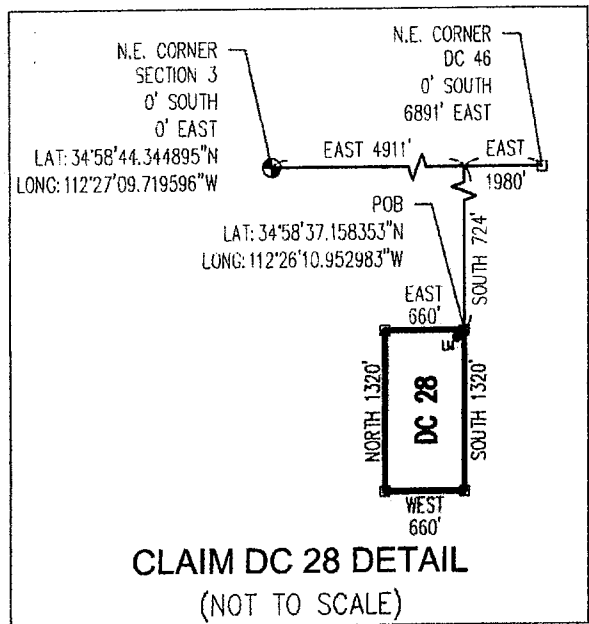 N.E. CORNER
SECTION 3
0' SOUTH
0' EAST
LAT: 34°58'44.344895"N
LONG: 112°27'09.719596"W
N.E. CORNER
DC 46
0' SOUTH
6891' EAST
EAST 4911'
EAST
1980'
POB
LAT: 34°58'37.158353"N
LONG: 112°26'10.952983"W
SOUTH 724'
EAST
660'
LM
NORTH 1320'
DC 28
SOUTH 1320'
WEST
660'
CLAIM DC 28 DETAIL
(NOT TO SCALE)